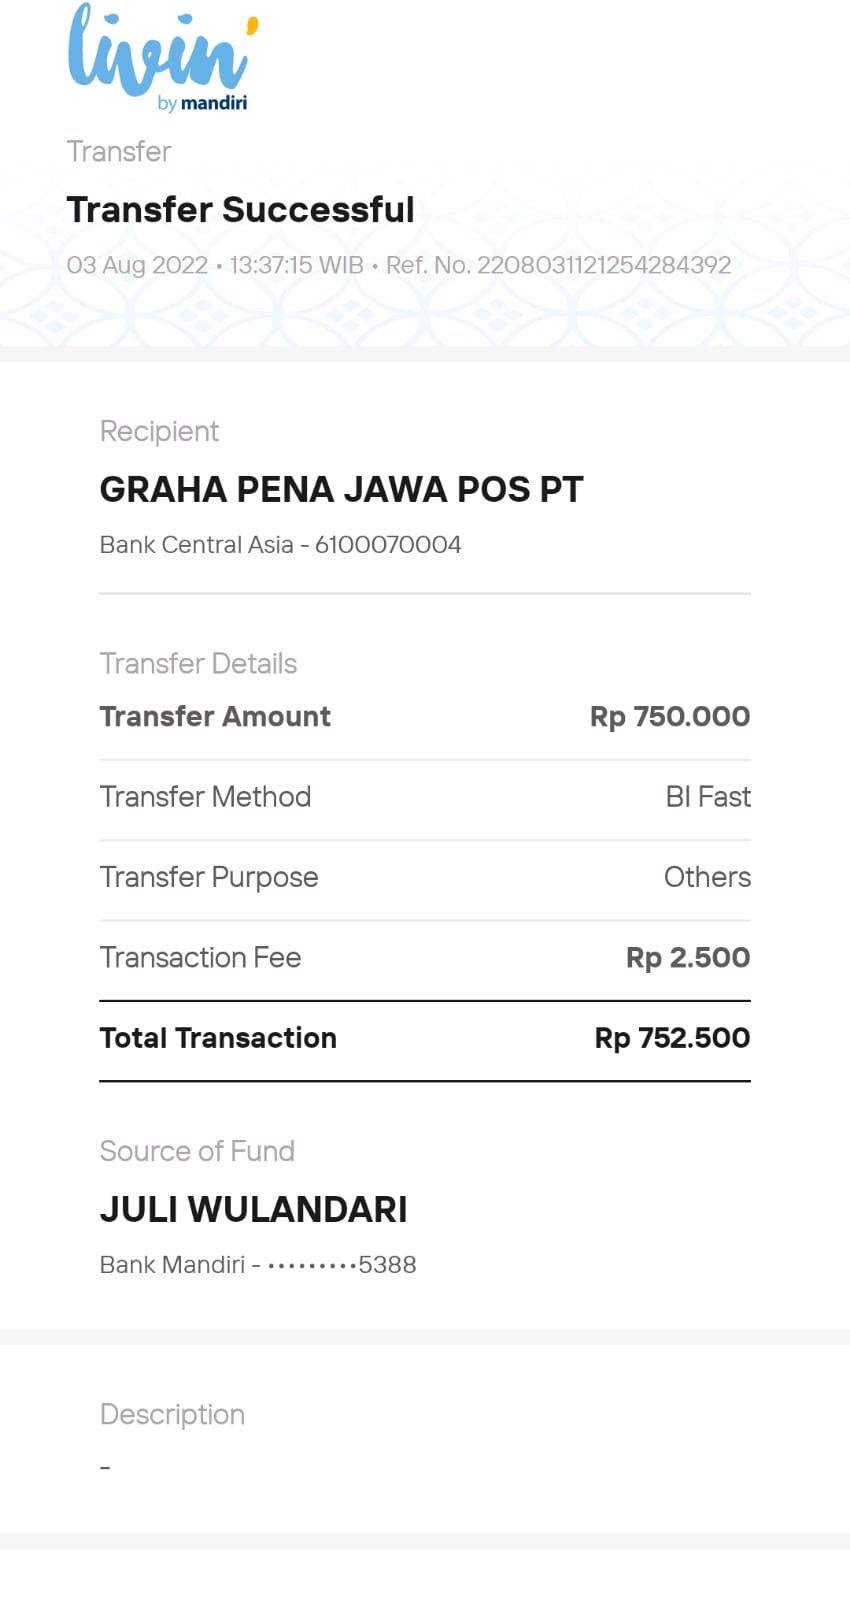 livin'
by mandiri
Transfer
Transfer Successful
03 Aug 2022 • 13:37:15 WIB • Ref. No. 2208031121254284392
Recipient
GRAHA PENA JAWA POS PT
Bank Central Asia - 6100070004
Transfer Details
Transfer Amount Rp 750.000
Transfer Method BI Fast
Transfer Purpose Others
Transaction Fee Rp 2.500
Total Transaction Rp 752.500
Source of Fund
JULI WULANDARI
Bank Mandiri - •••••••••5388
Description
-